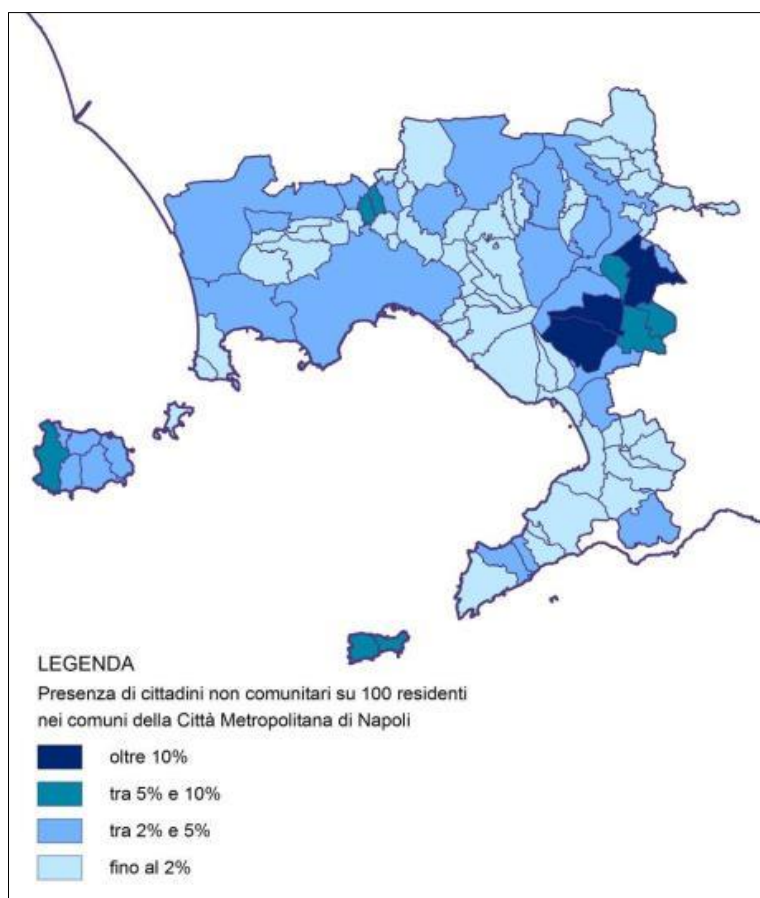 LEGENDA
Presenza di cittadini non comunitari su 100 residenti
nei comuni della Città Metropolitana di Napoli
oltre 10%
tra 5% e 10%
tra 2% e 5%
fino al 2%